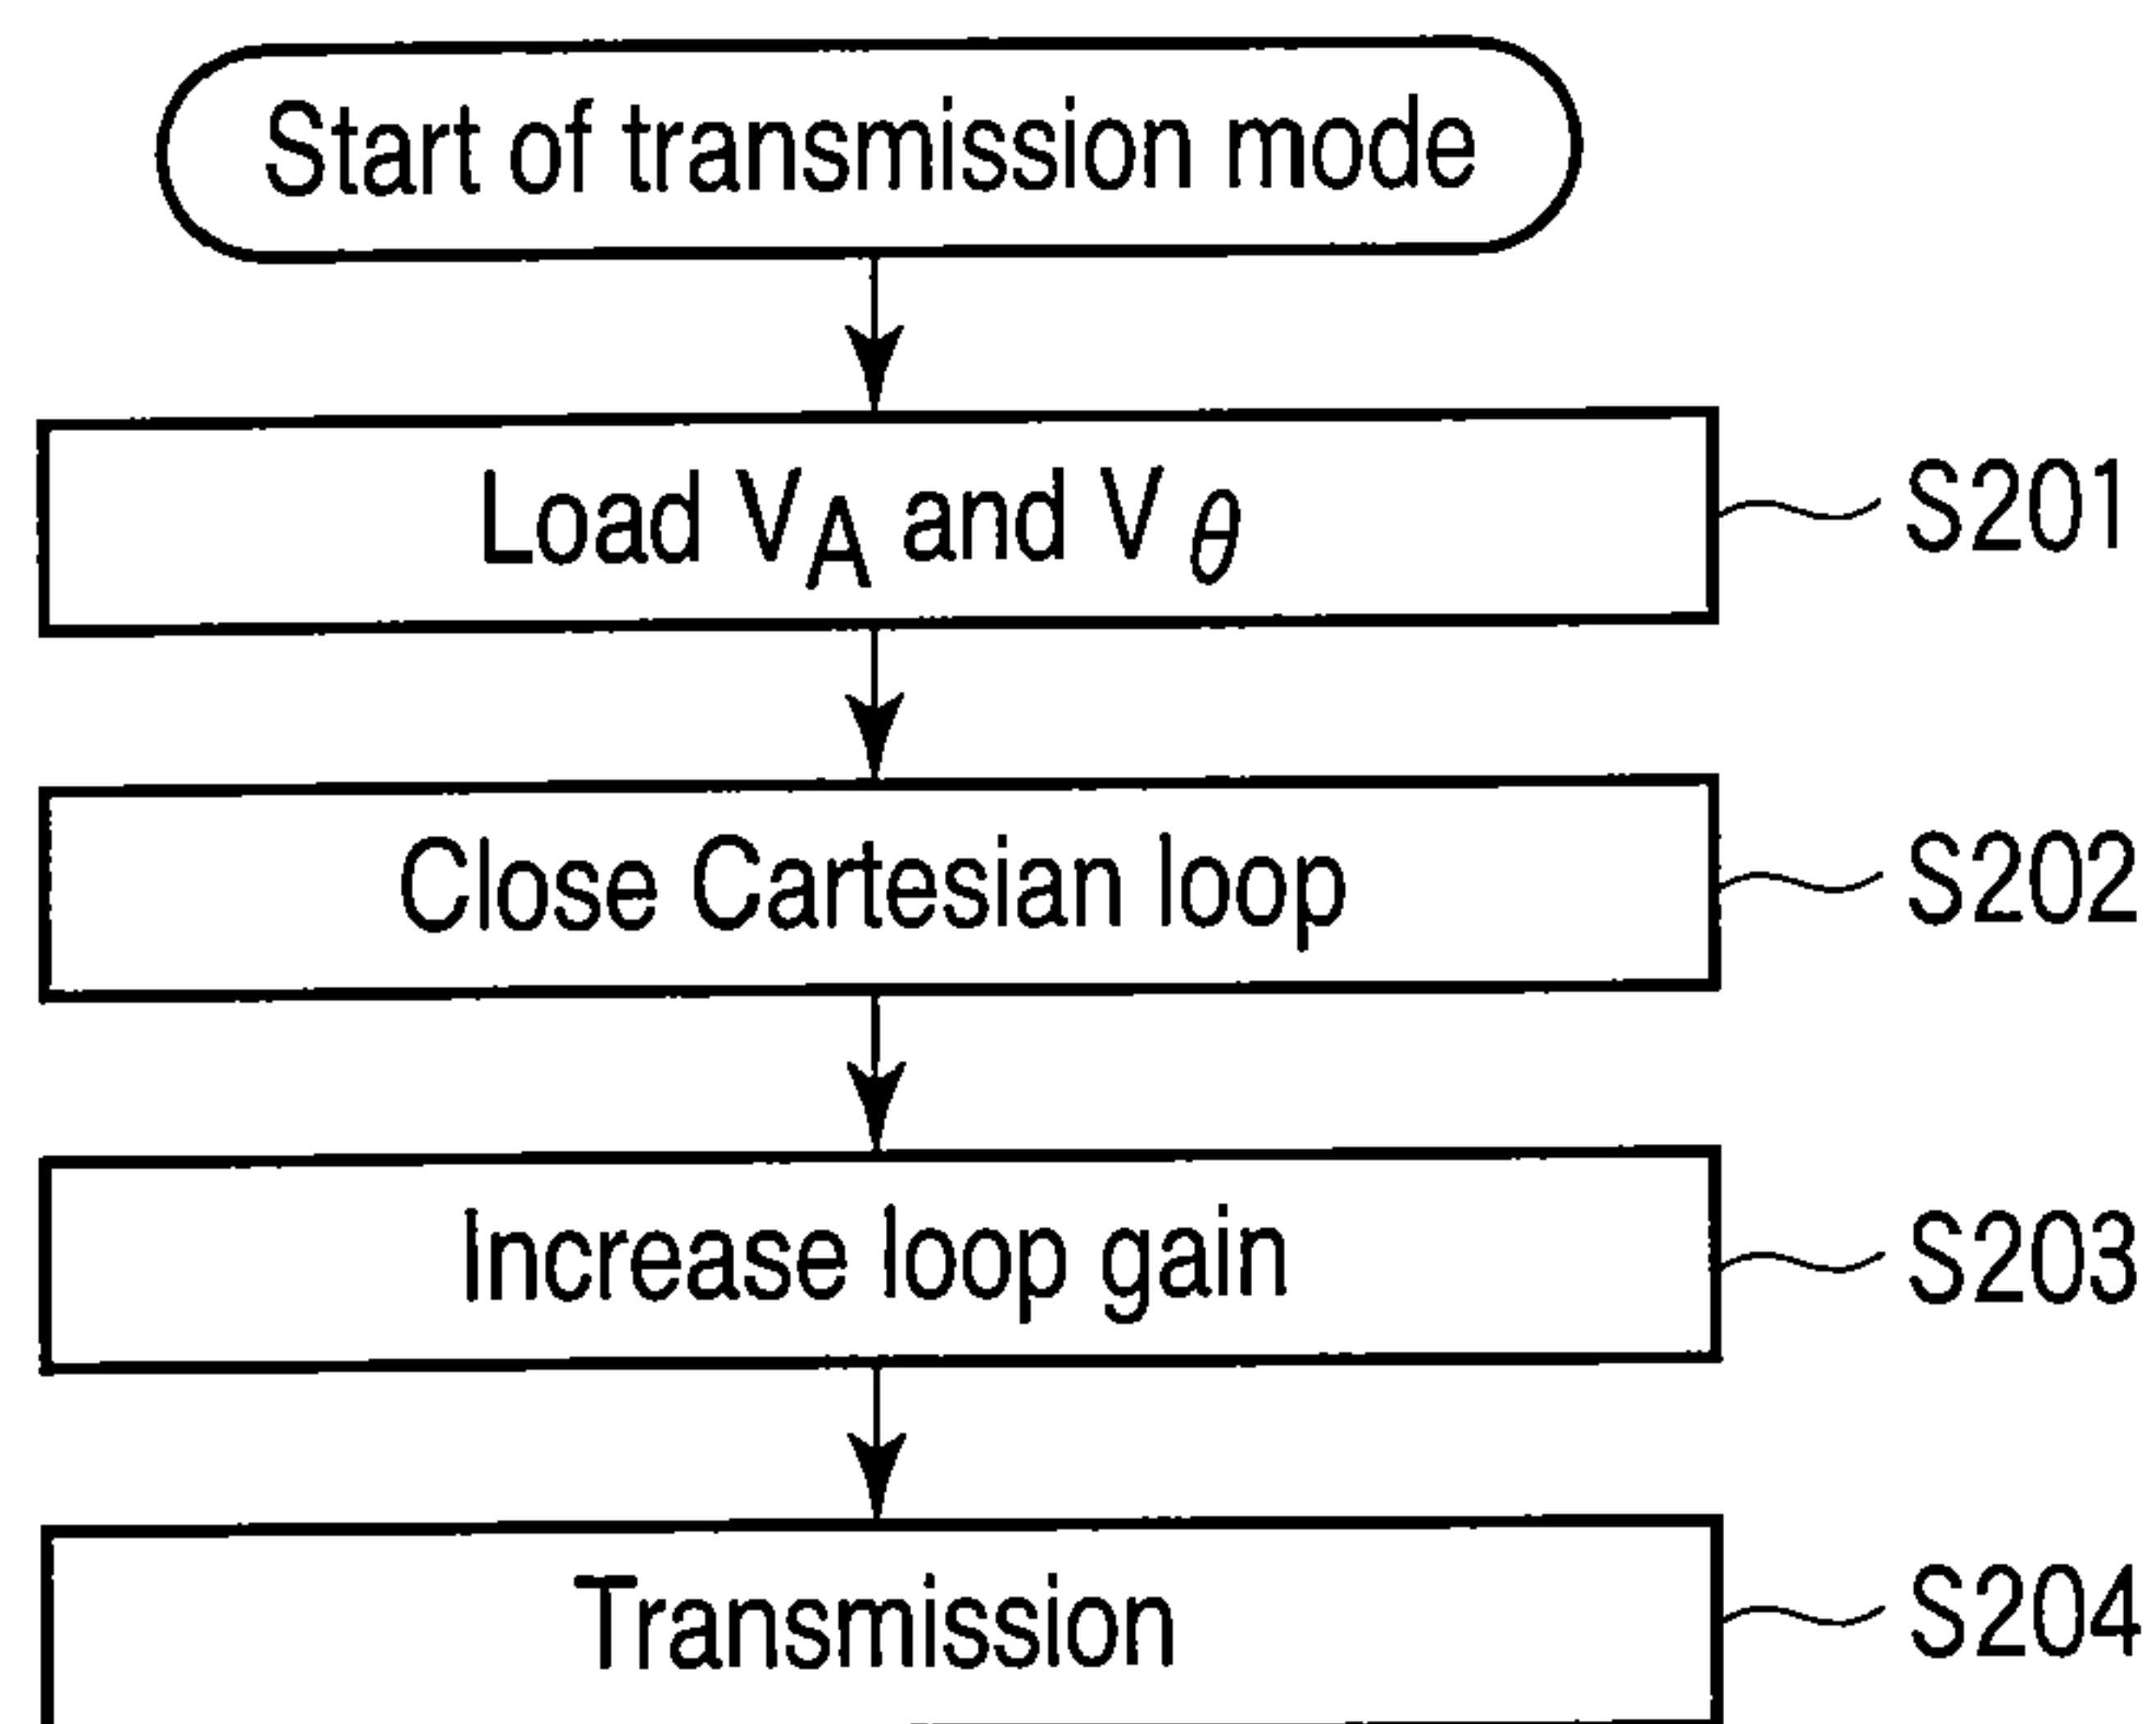 Start of transmission mode
Load VA and Vθ S201
Close Cartesian loop S202
Increase loop gain S203
Transmission S204